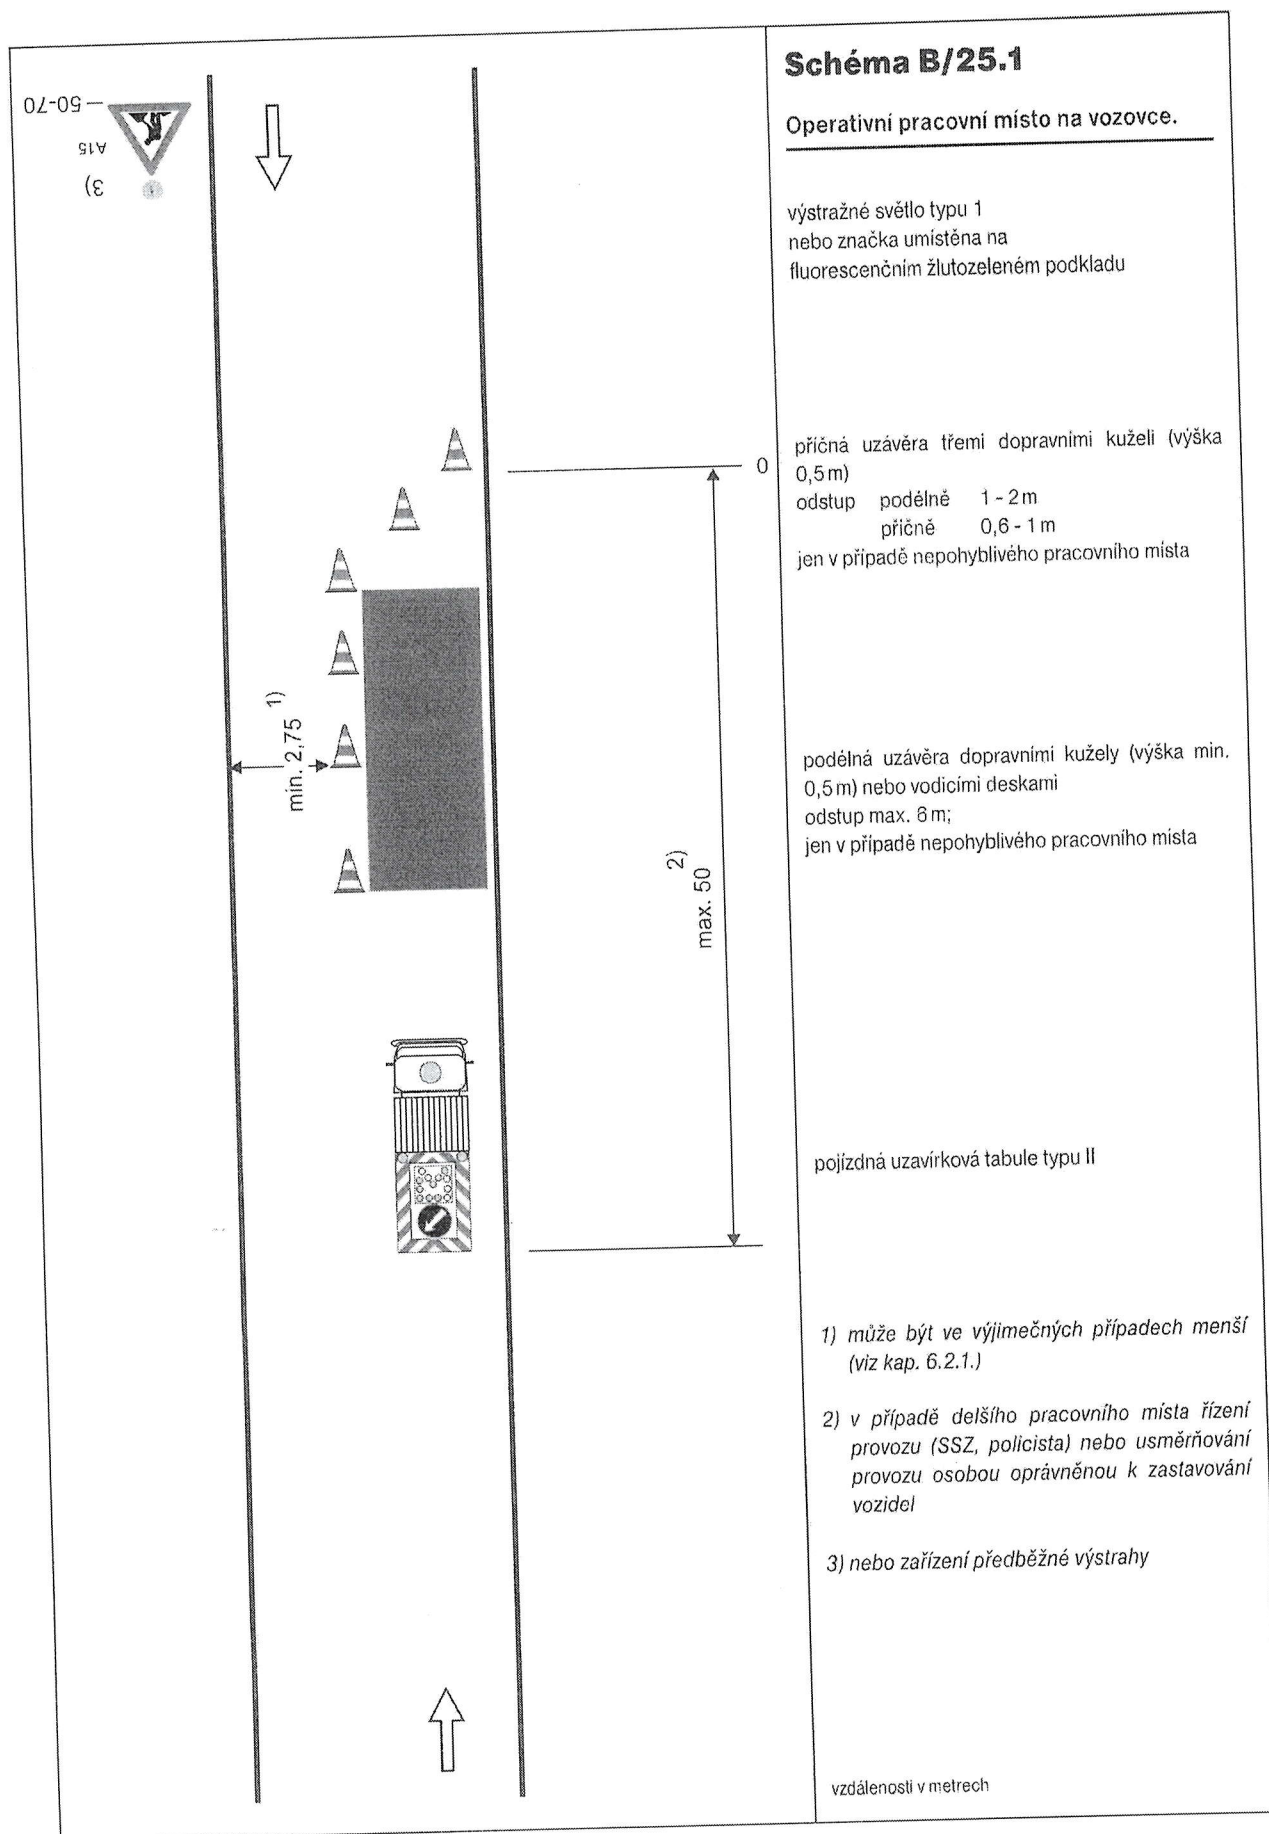 Schéma B/25.1
Operativní pracovní místo na vozovce.
50-70
A15
3)
výstražné světlo typu 1
nebo značka umístěna na
fluorescenčním žlutozeleném podkladu
1
0
příčná uzávěra třemi dopravními kuželi (výška
0,5 m)
odstup podélně 1 - 2 m
příčně 0,6 - 1 m
jen v případě nepohyblivého pracovního místa
min. 2,75 1)
podélná uzávěra dopravními kužely (výška min.
0,5 m) nebo vodicími deskami
odstup max. 6 m;
jen v případě nepohyblivého pracovního místa
max. 50 2)
pojízdná uzavírková tabule typu II
1) může být ve výjimečných případech menší
(viz kap. 6.2.1.)
2) v případě delšího pracovního místa řízení
provozu (SSZ, policista) nebo usměrňování
provozu osobou oprávněnou k zastavování
vozidel
3) nebo zařízení předběžné výstrahy
vzdálenosti v metrech